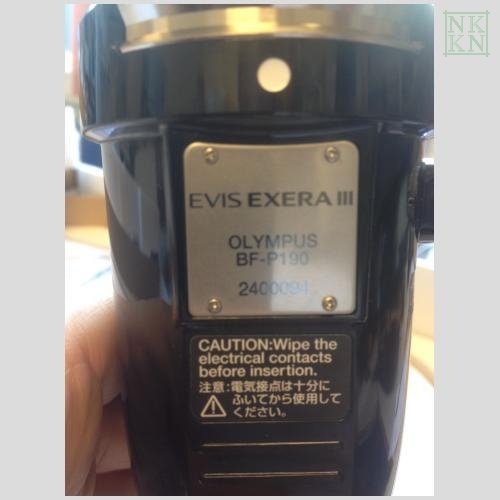 NK
KN
EVIS EXERA III
OLYMPUS
BF-P190
2400094
CAUTION:Wipe the
electrical contacts
before insertion.
注意:電気接点は十分に
ふいてから使用して
ください。